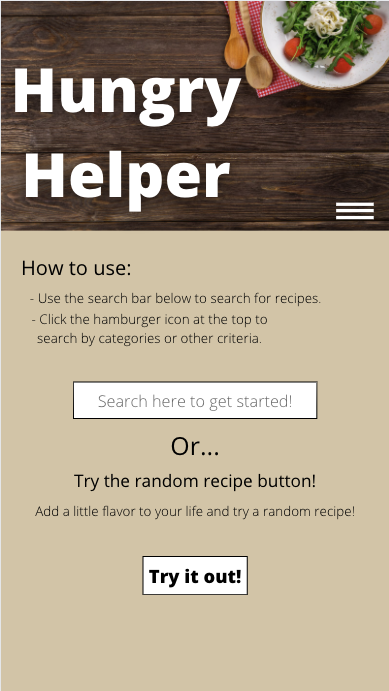 Hungry
Helper
How to use:
- Use the search bar below to search for recipes.
- Click the hamburger icon at the top to
search by categories or other criteria.
Search here to get started!
Or...
Try the random recipe button!
Add a little flavor to your life and try a random recipe!
Try it out!